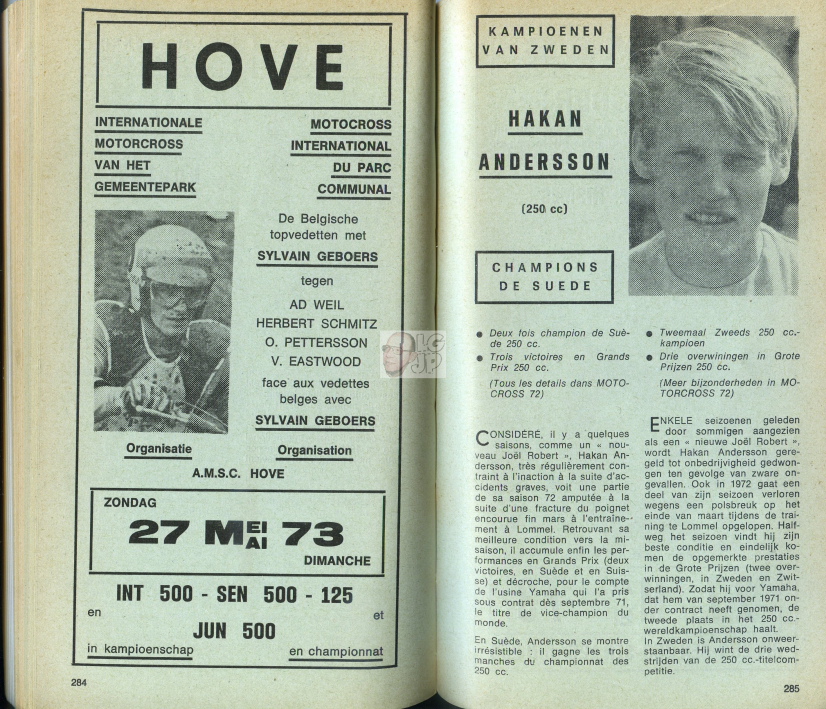 HOVE
INTERNATIONALE
MOTORCROSS
VAN HET
GEMEENTEPARK
MOTOCROSS
INTERNATIONAL
DU PARC
COMMUNAL
De Belgische
topvedetten met
SYLVAIN GEBOERS
tegen
AD WEIL
HERBERT SCHMITZ
O. PETTERSSON
V. EASTWOOD
face aux vedettes
belges avec
SYLVAIN GEBOERS
Organisatie
Organisation
A.M.S.C. HOVE
ZONDAG
27 MEI 73
MAI
DIMANCHE
INT 500 - SEN 500 - 125
en
et
JUN 500
in kampioenschap
en championnat
284
KAMPIOENEN
VAN ZWEDEN
HAKAN
ANDERSSON
(250 cc)
CHAMPIONS
DE SUEDE
● Deux fois champion de Suè-
de 250 cc.
● Trois victoires en Grands
Prix 250 cc.
(Tous les details dans MOTO-
CROSS 72)
CONSIDÉRÉ, il y a quelques
saisons, comme un « nou-
veau Joël Robert », Hakan An-
dersson, très régulièrement con-
traint à l'inaction à la suite d'ac-
cidents graves, voit une partie
de sa saison 72 amputée à la
suite d'une fracture du poignet
encourue fin mars à l'entraîne-
ment à Lommel. Retrouvant sa
meilleure condition vers la mi-
saison, il accumule enfin les per-
formances en Grands Prix (deux
victoires, en Suède et en Suis-
se) et décroche, pour le compte
de l'usine Yamaha qui l'a pris
sous contrat dès septembre 71,
le titre de vice-champion du
monde.
En Suède, Andersson se montre
irrésistible : il gagne les trois
manches du championnat des
250 cc.
● Tweemaal Zweeds 250 cc.-
kampioen
● Drie overwiningen in Grote
Prijzen 250 cc.
(Meer bijzonderheden in MO-
TORCROSS 72)
ENKELE seizoenen geleden
door sommigen aangezien
als een « nieuwe Joël Robert »,
wordt Hakan Andersson gere-
geld tot onbedrijvigheid gedwon-
gen ten gevolge van zware on-
gevallen. Ook in 1972 gaat een
deel van zijn seizoen verloren
wegens een polsbreuk op het
einde van maart tijdens de trai-
ning te Lommel opgelopen. Half-
weg het seizoen vindt hij zijn
beste conditie en eindelijk ko-
men de opgemerkte prestaties
in de Grote Prijzen (twee over-
winningen, in Zweden en Zwit-
serland). Zodat hij voor Yamaha,
dat hem van september 1971 on-
der contract neeft genomen, de
tweede plaats in het 250 cc.-
wereldkampioenschap haalt.
In Zweden is Andersson onweer-
staanbaar. Hij wint de drie wed-
strijden van de 250 cc.-titelcom-
petitie.
285
LG
JP